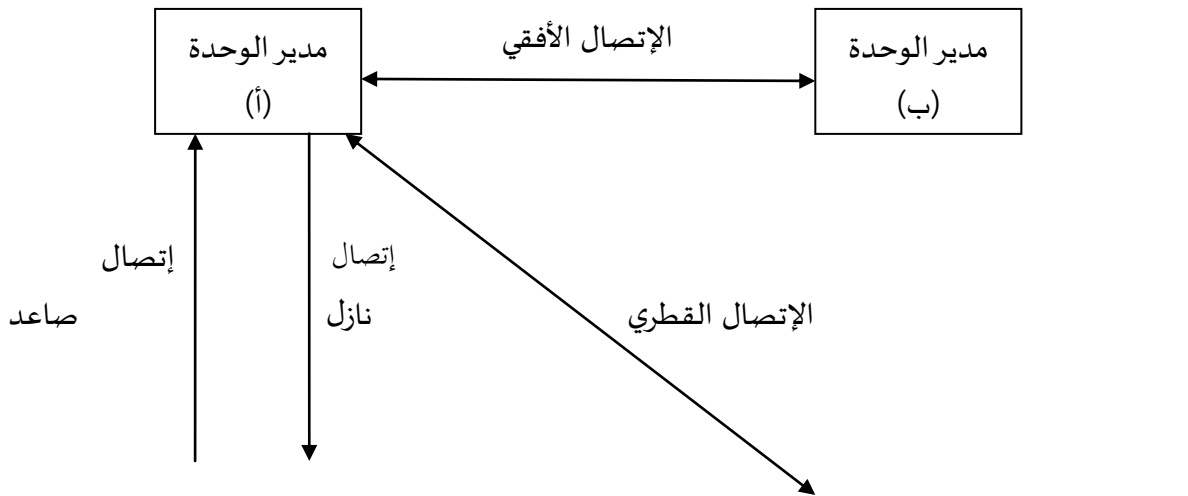 الإتصال الأفقي
مدير الوحدة
(أ)
مدير الوحدة
(ب)
إتصال
صاعد
إتصال
نازل
الإتصال القطري